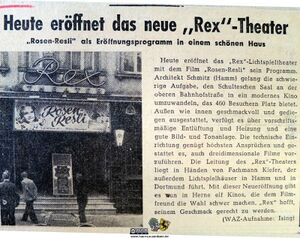 Heute eröffnet das neue „Rex“-Theater
„Rosen-Resli“ als Eröffnungsprogramm in einem schönen Haus
Rex
THEATER
Rosen
Resli
Heute eröffnet das „Rex“-Lichtspieltheater
mit dem Film „Rosen-Resli“ sein Programm.
Architekt Schmitz (Hamm) gelang die schwie-
rige Aufgabe, den Schulteschen Saal an der
oberen Bahnhofstraße in ein modernes Kino
umzuwandeln, das 460 Besuchern Platz bietet.
Außen wie innen geschmackvoll und gedie-
gen ausgestattet, verfügt es über vorschrifts-
mäßige Entlüftung und Heizung und eine
gute Bild- und Tonanlage. Die technische Ein-
richtung genügt höchsten Ansprüchen und ge-
stattet es, auch dreidimensionale Filme vor-
zuführen. Die Leitung des „Rex“-Theaters
liegt in Händen von Fachmann Kiefer, der
außerdem Lichtspielhäuser in Hamm und in
Dortmund führt. Mit dieser Neueröffnung gibt
es nun in Herne elf Kinos, die dem Film-
freund die Wahl schwer machen. „Rex“ hofft,
seinem Geschmack gerecht zu werden.
(WAZ-Aufnahme: Ising)